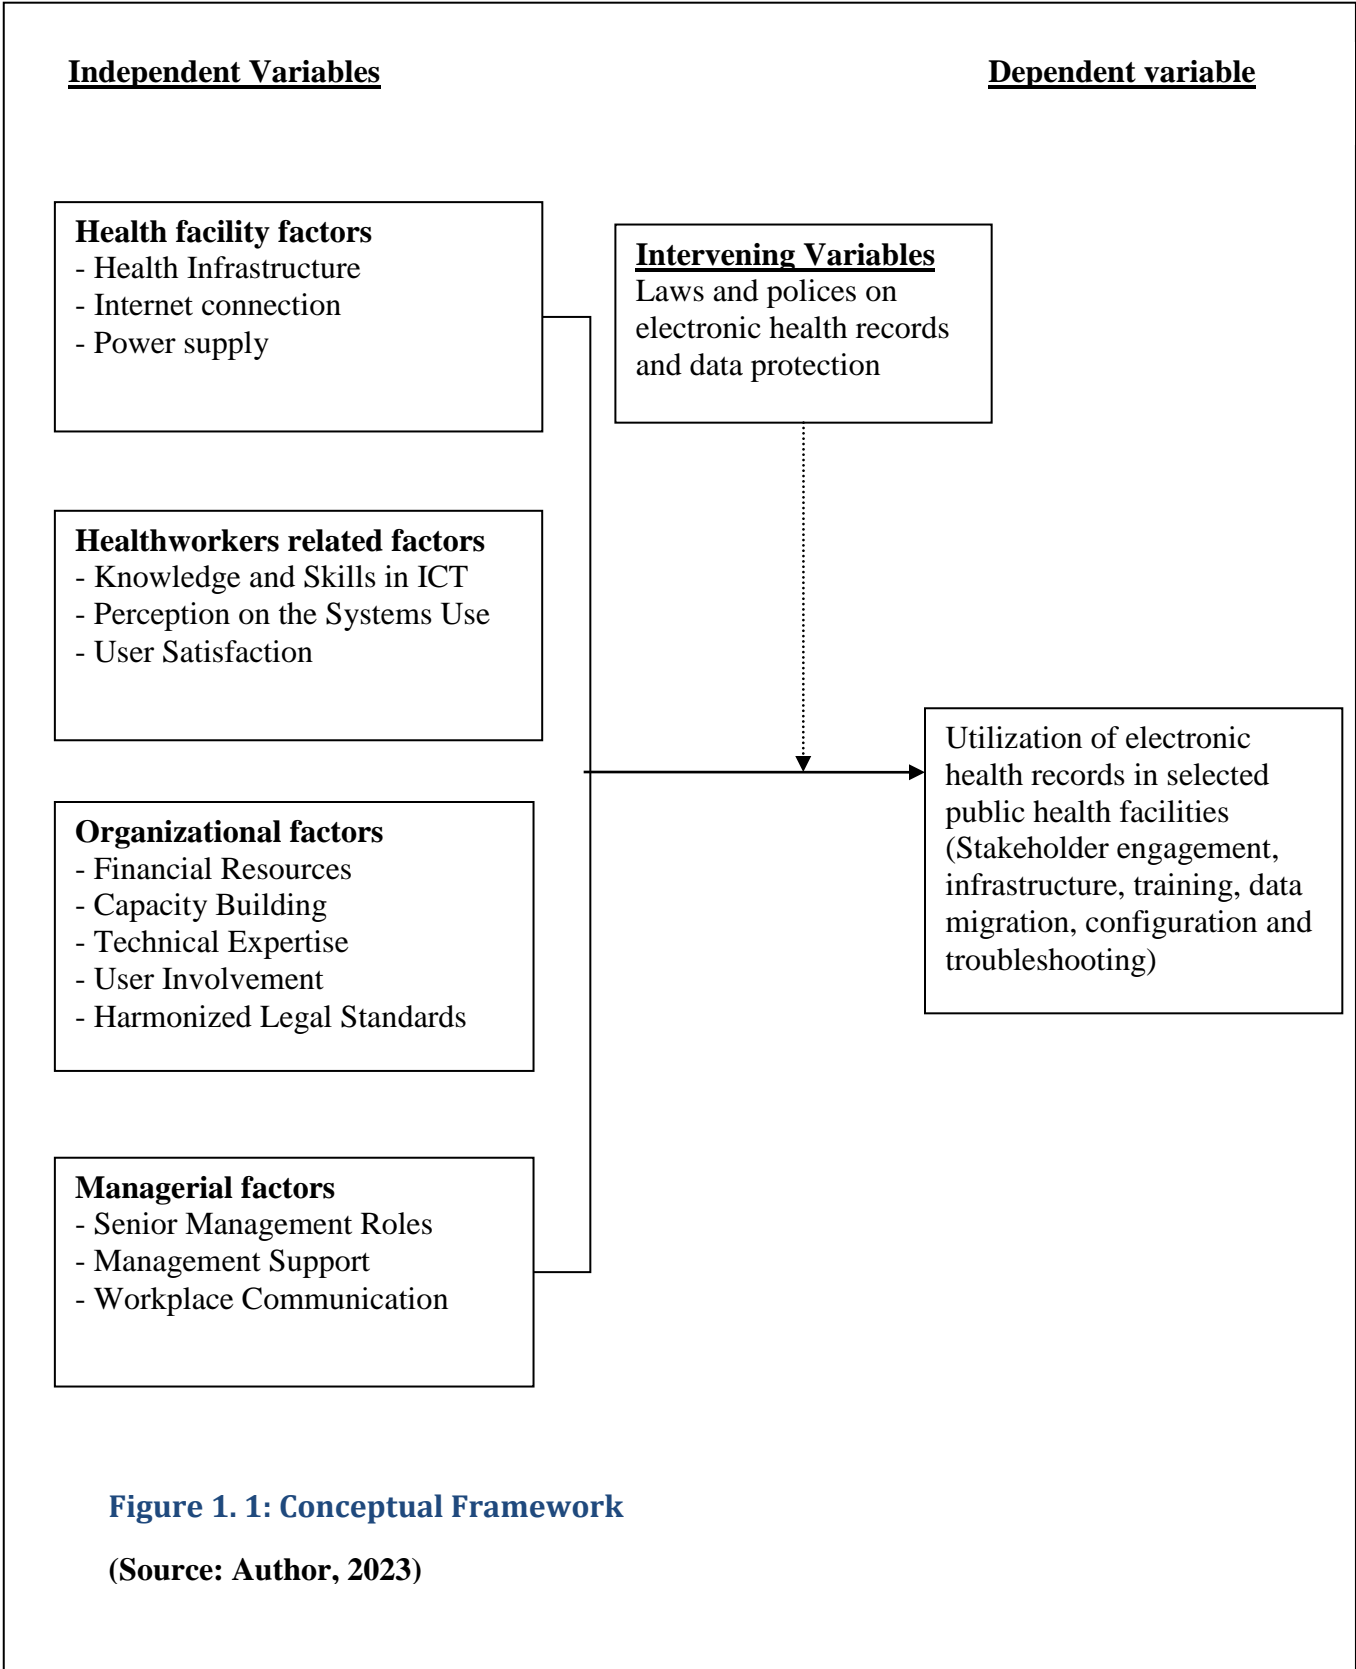 Independent Variables
Dependent variable
Health facility factors
- Health Infrastructure
- Internet connection
- Power supply
Intervening Variables
Laws and polices on
electronic health records
and data protection
Healthworkers related factors
- Knowledge and Skills in ICT
- Perception on the Systems Use
- User Satisfaction
Organizational factors
- Financial Resources
- Capacity Building
- Technical Expertise
- User Involvement
- Harmonized Legal Standards
Utilization of electronic
health records in selected
public health facilities
(Stakeholder engagement,
infrastructure, training, data
migration, configuration and
troubleshooting)
Managerial factors
- Senior Management Roles
- Management Support
- Workplace Communication
Figure 1. 1: Conceptual Framework
(Source: Author, 2023)